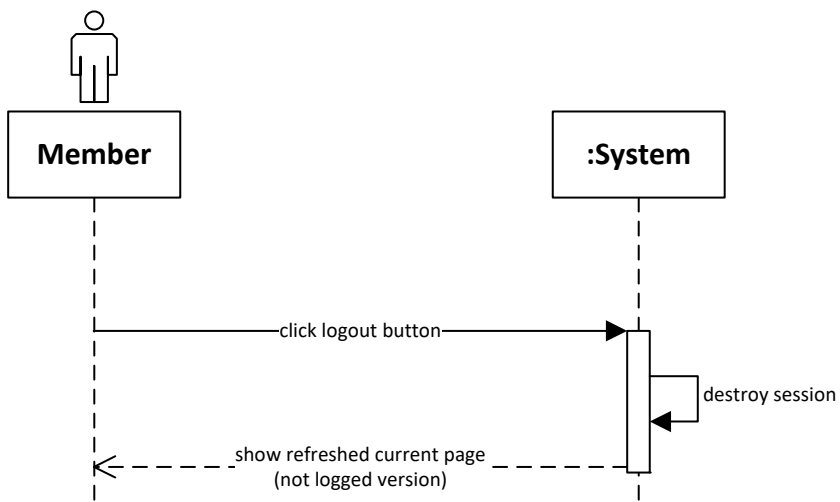 Member
:System
click logout button
destroy session
show refreshed current page
(not logged version)